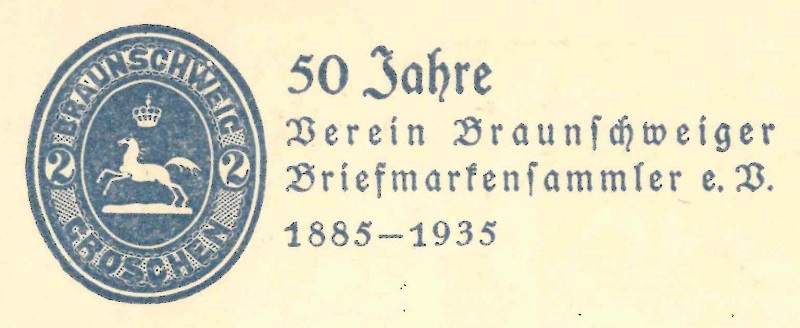 BRAUNSCHWEIG
2 2
GROSCHEN
50 Jahre
Verein Braunschweiger
Briefmarkensammler e. V.
1885–1935